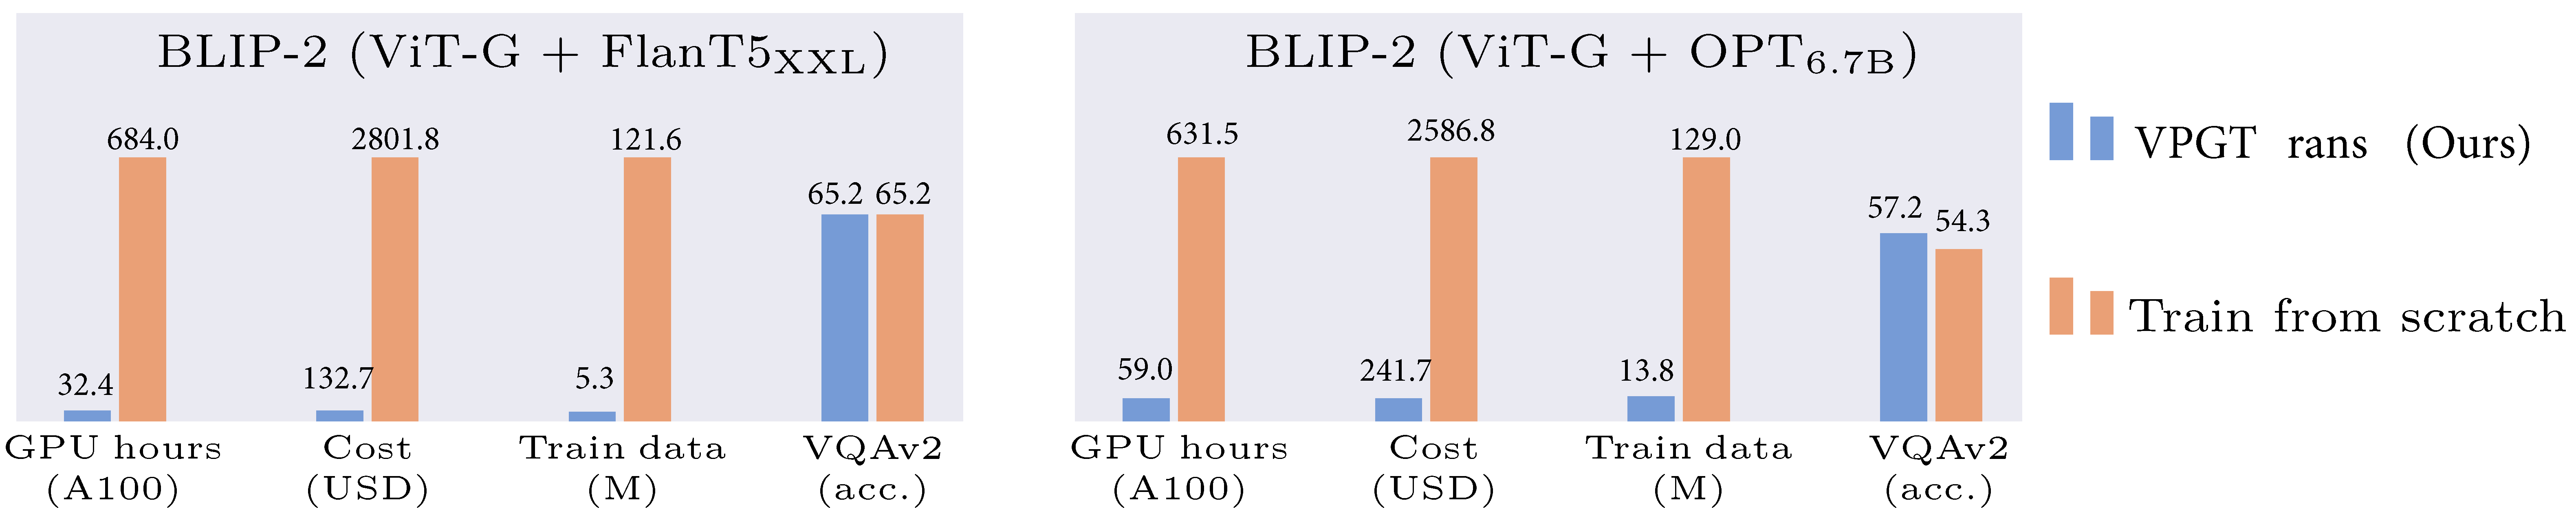 BLIP-2 (ViT-G + FlanT5XXL)
684.0
2801.8
121.6
65.2
65.2
32.4
132.7
5.3
GPU hours
(A100)
Cost
(USD)
Train data
(M)
VQAv2
(acc.)
BLIP-2 (ViT-G + OPT6.7B)
631.5
2586.8
129.0
57.2
54.3
59.0
241.7
13.8
GPU hours
(A100)
Cost
(USD)
Train data
(M)
VQAv2
(acc.)
VPGT rans (Ours)
Train from scratch